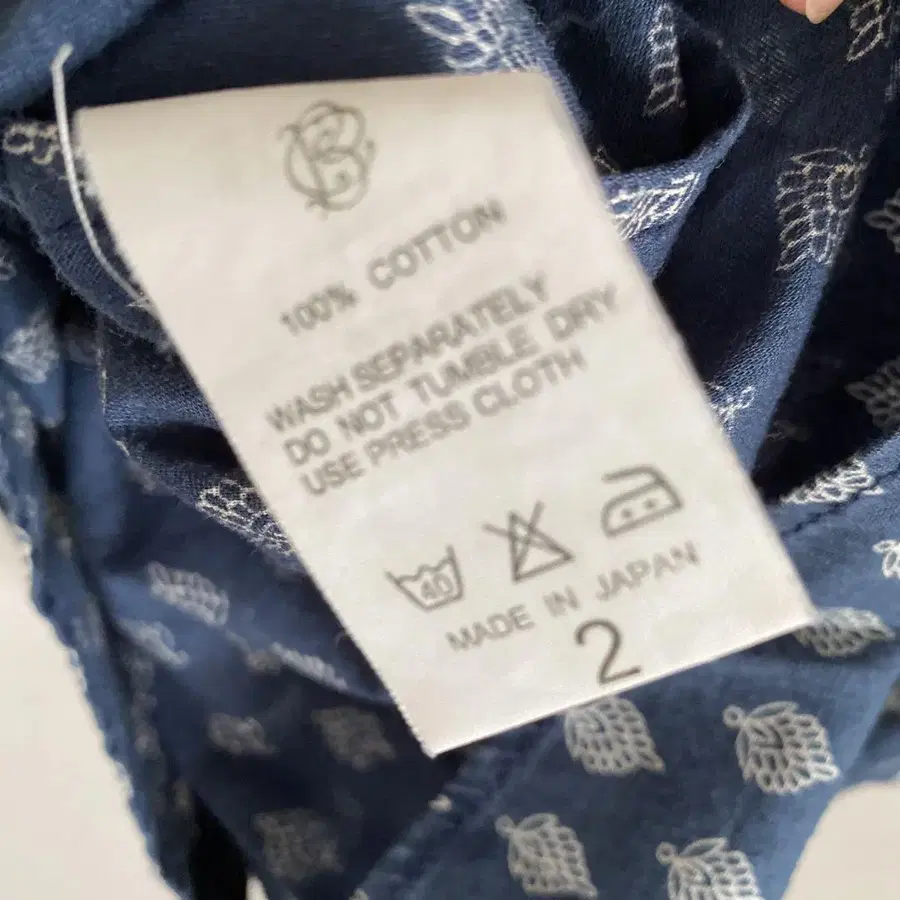 100% COTTON
WASH SEPARATELY
DO NOT TUMBLE DRY
USE PRESS CLOTH
40
MADE IN JAPAN
2